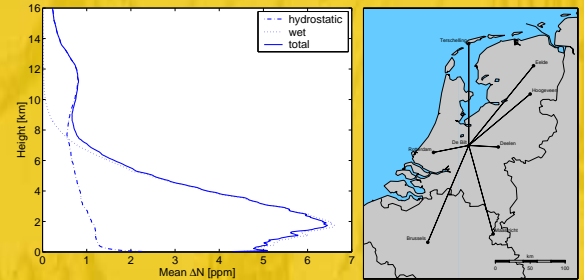 16
14
12
10
8
6
4
2
0
Height [km]
0 1 2 3 4 5 6 7
Mean ΔN [ppm]
hydrostatic
wet
total
Terschelling
Eelde
Hoogeveen
De Bilt
Deelen
Rotterdam
Brussels
Maastricht
km
0 50 100